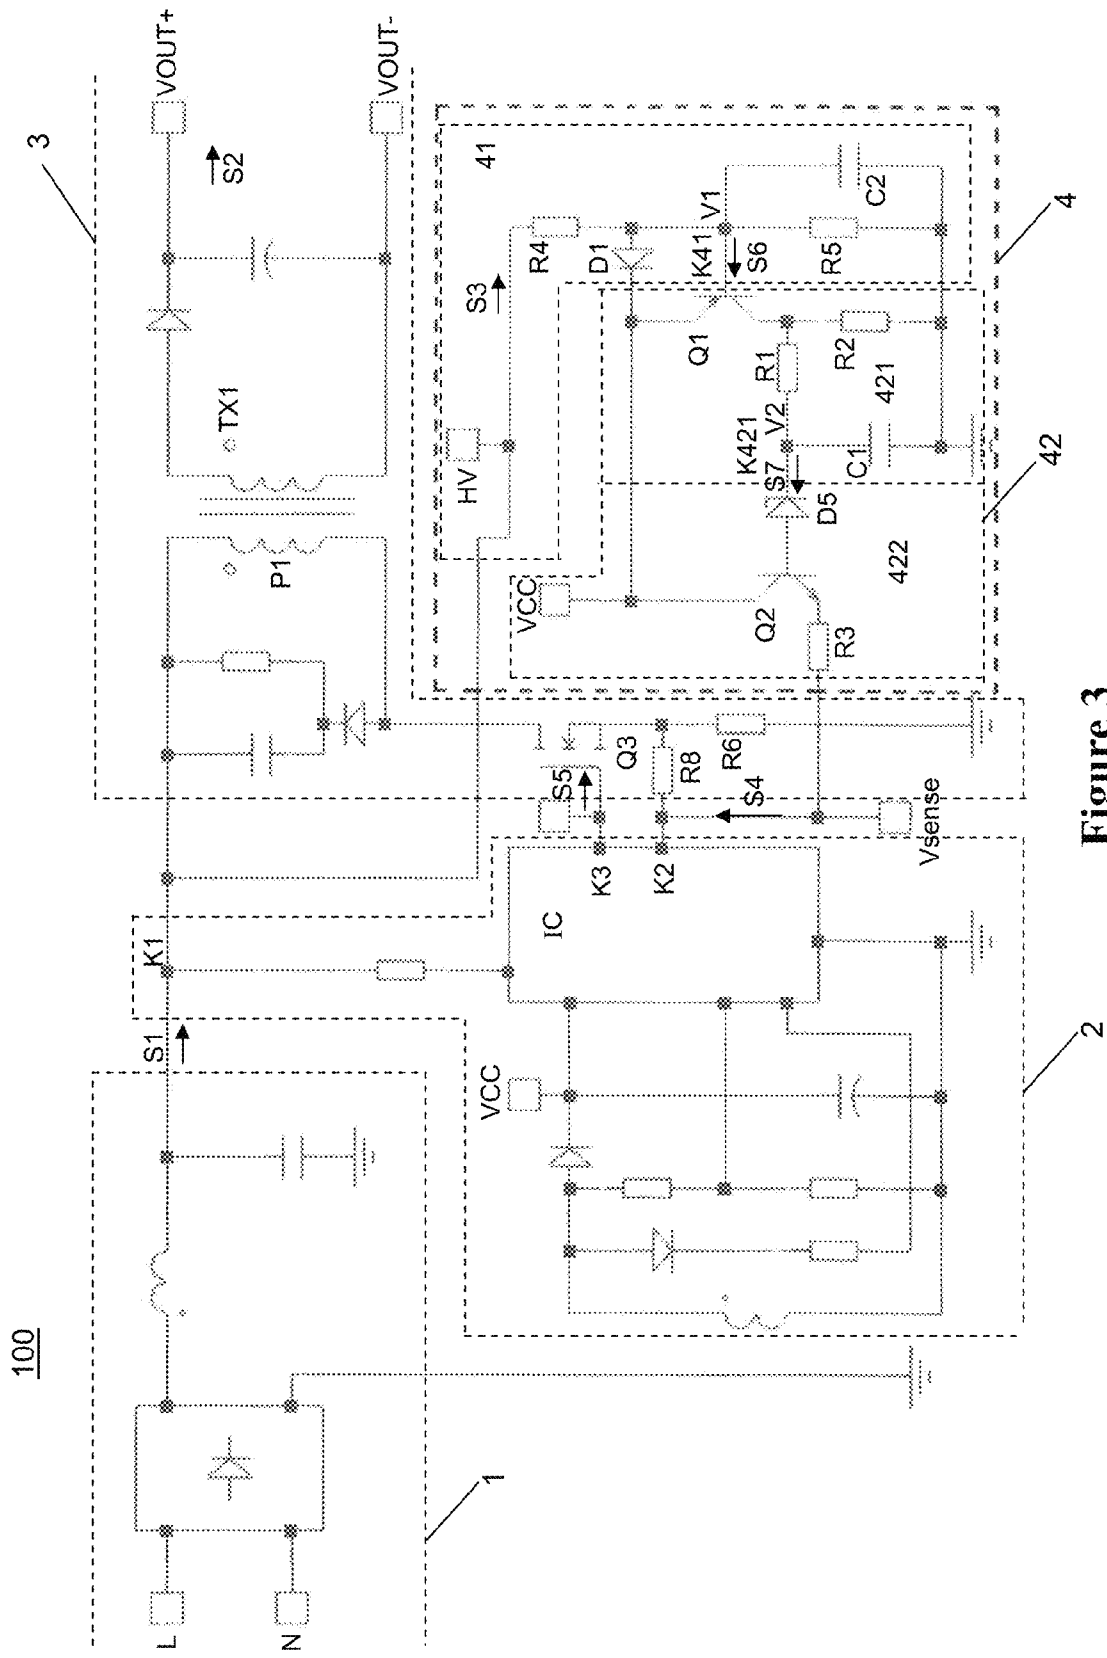 100
L
N
1
S1
K1
VCC
2
IC
K3
K2
Vsense
S5
S4
Q3
R8
R6
P1
TX1
3
S2
VOUT+
VOUT-
HV
S3
41
R4
D1
K41
V1
S6
R5
C2
Q1
R1
R2
421
V2
K421
S7
C1
D5
422
VCC
Q2
R3
42
4
Figure 3